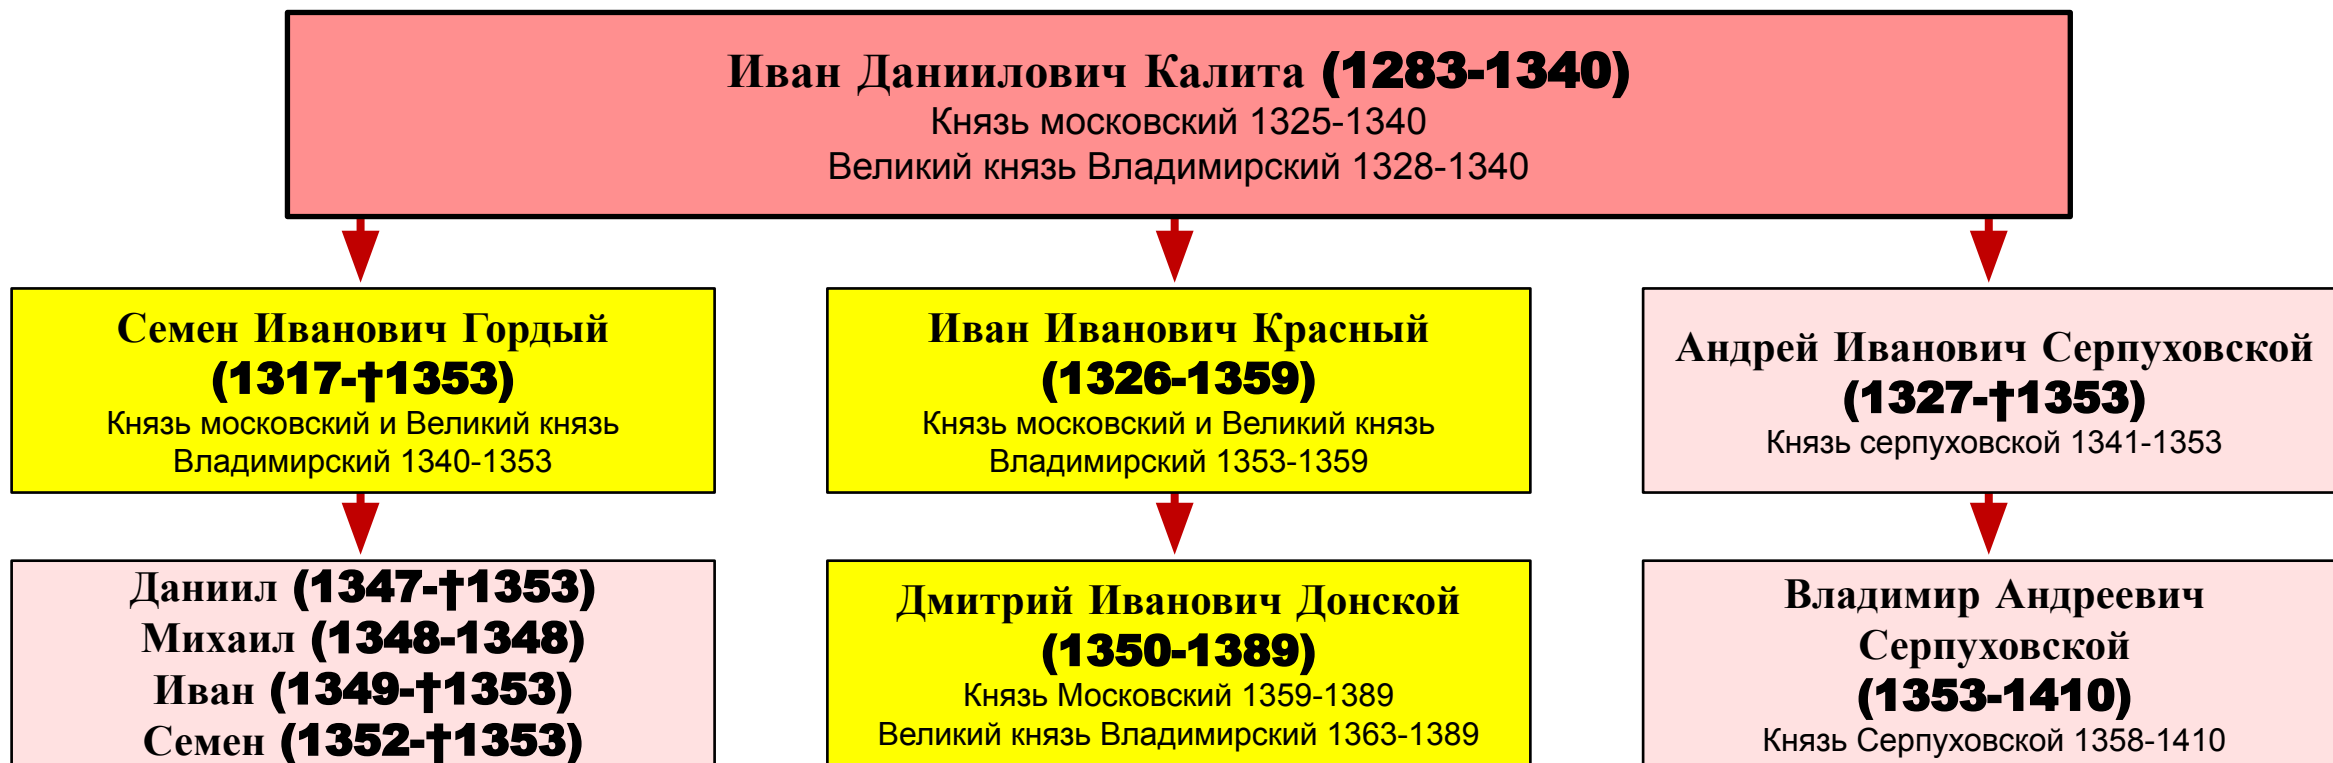 Иван Даниилович Калита (1283-1340)
Князь московский 1325-1340
Великий князь Владимирский 1328-1340
Семен Иванович Гордый
(1317-†1353)
Князь московский и Великий князь
Владимирский 1340-1353
Иван Иванович Красный
(1326-1359)
Князь московский и Великий князь
Владимирский 1353-1359
Андрей Иванович Серпуховской
(1327-†1353)
Князь серпуховской 1341-1353
Даниил (1347-†1353)
Михаил (1348-1348)
Иван (1349-†1353)
Семен (1352-†1353)
Дмитрий Иванович Донской
(1350-1389)
Князь Московский 1359-1389
Великий князь Владимирский 1363-1389
Владимир Андреевич
Серпуховской
(1353-1410)
Князь Серпуховской 1358-1410